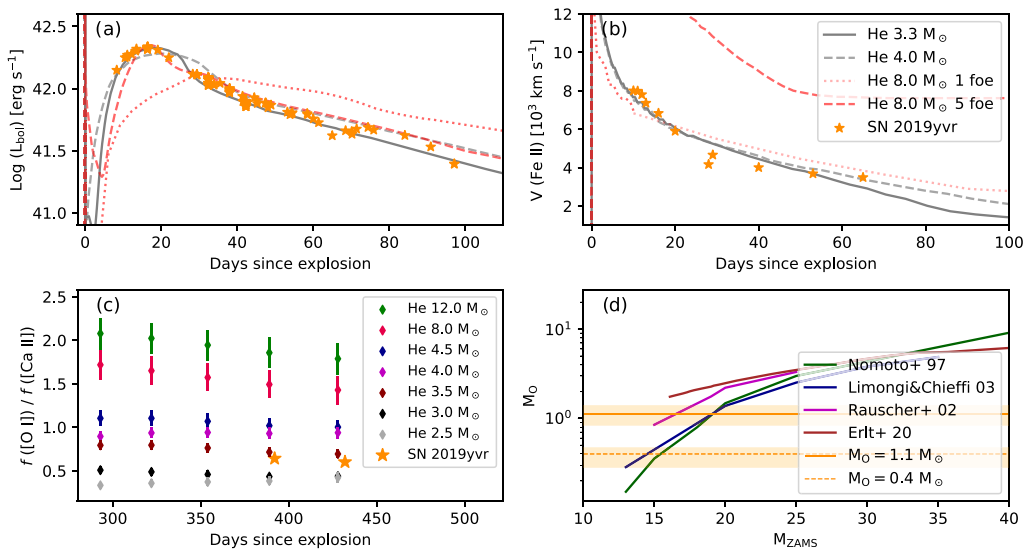 (a)
Log (L_bol)) [erg s⁻¹]
42.5
42.0
41.5
41.0
0 20 40 60 80 100
Days since explosion
(b)
V (Fe II) [10³ km s⁻¹]
12
10
8
6
4
2
0 20 40 60 80 100
Days since explosion
He 3.3 M⊙
He 4.0 M⊙
He 8.0 M⊙ 1 foe
He 8.0 M⊙ 5 foe
SN 2019yvr
(c)
f ([O I]) / f ([Ca II])
2.5
2.0
1.5
1.0
0.5
300 350 400 450 500
Days since explosion
He 12.0 M⊙
He 8.0 M⊙
He 4.5 M⊙
He 4.0 M⊙
He 3.5 M⊙
He 3.0 M⊙
He 2.5 M⊙
SN 2019yvr
(d)
M_O
10¹
10⁰
10 15 20 25 30 35 40
M_ZAMS
Nomoto+ 97
Limongi&Chieffi 03
Rauscher+ 02
Erlt+ 20
M_O = 1.1 M⊙
M_O = 0.4 M⊙